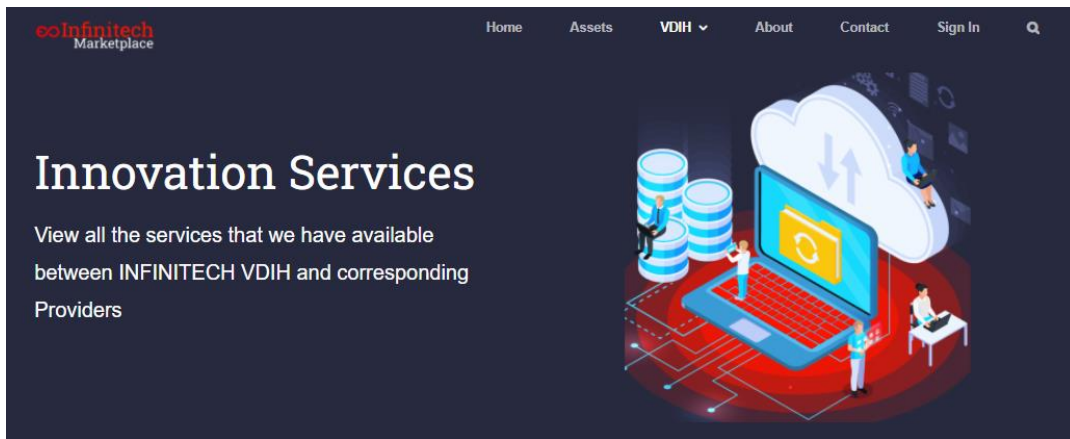 Infinitech
Marketplace
Home Assets VDIH About Contact Sign In
Innovation Services
View all the services that we have available
between INFINITECH VDIH and corresponding
Providers